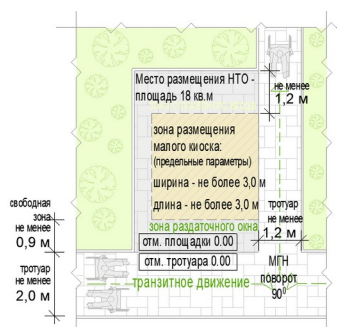 Место размещения НТО -
площадь 18 кв.м
не менее
1,2 м
зона размещения
малого киоска:
(предельные параметры)
ширина - не более 3,0 м
длина - не более 3,0 м
зона раздаточного окна
свободная
зона
не менее
0,9 м
тротуар
не менее
1,2 м
отм. площадки 0.00
отм. тротуара 0.00
тротуар
не менее
2,0 м
транзитное движение
МГН
поворот
90⁰